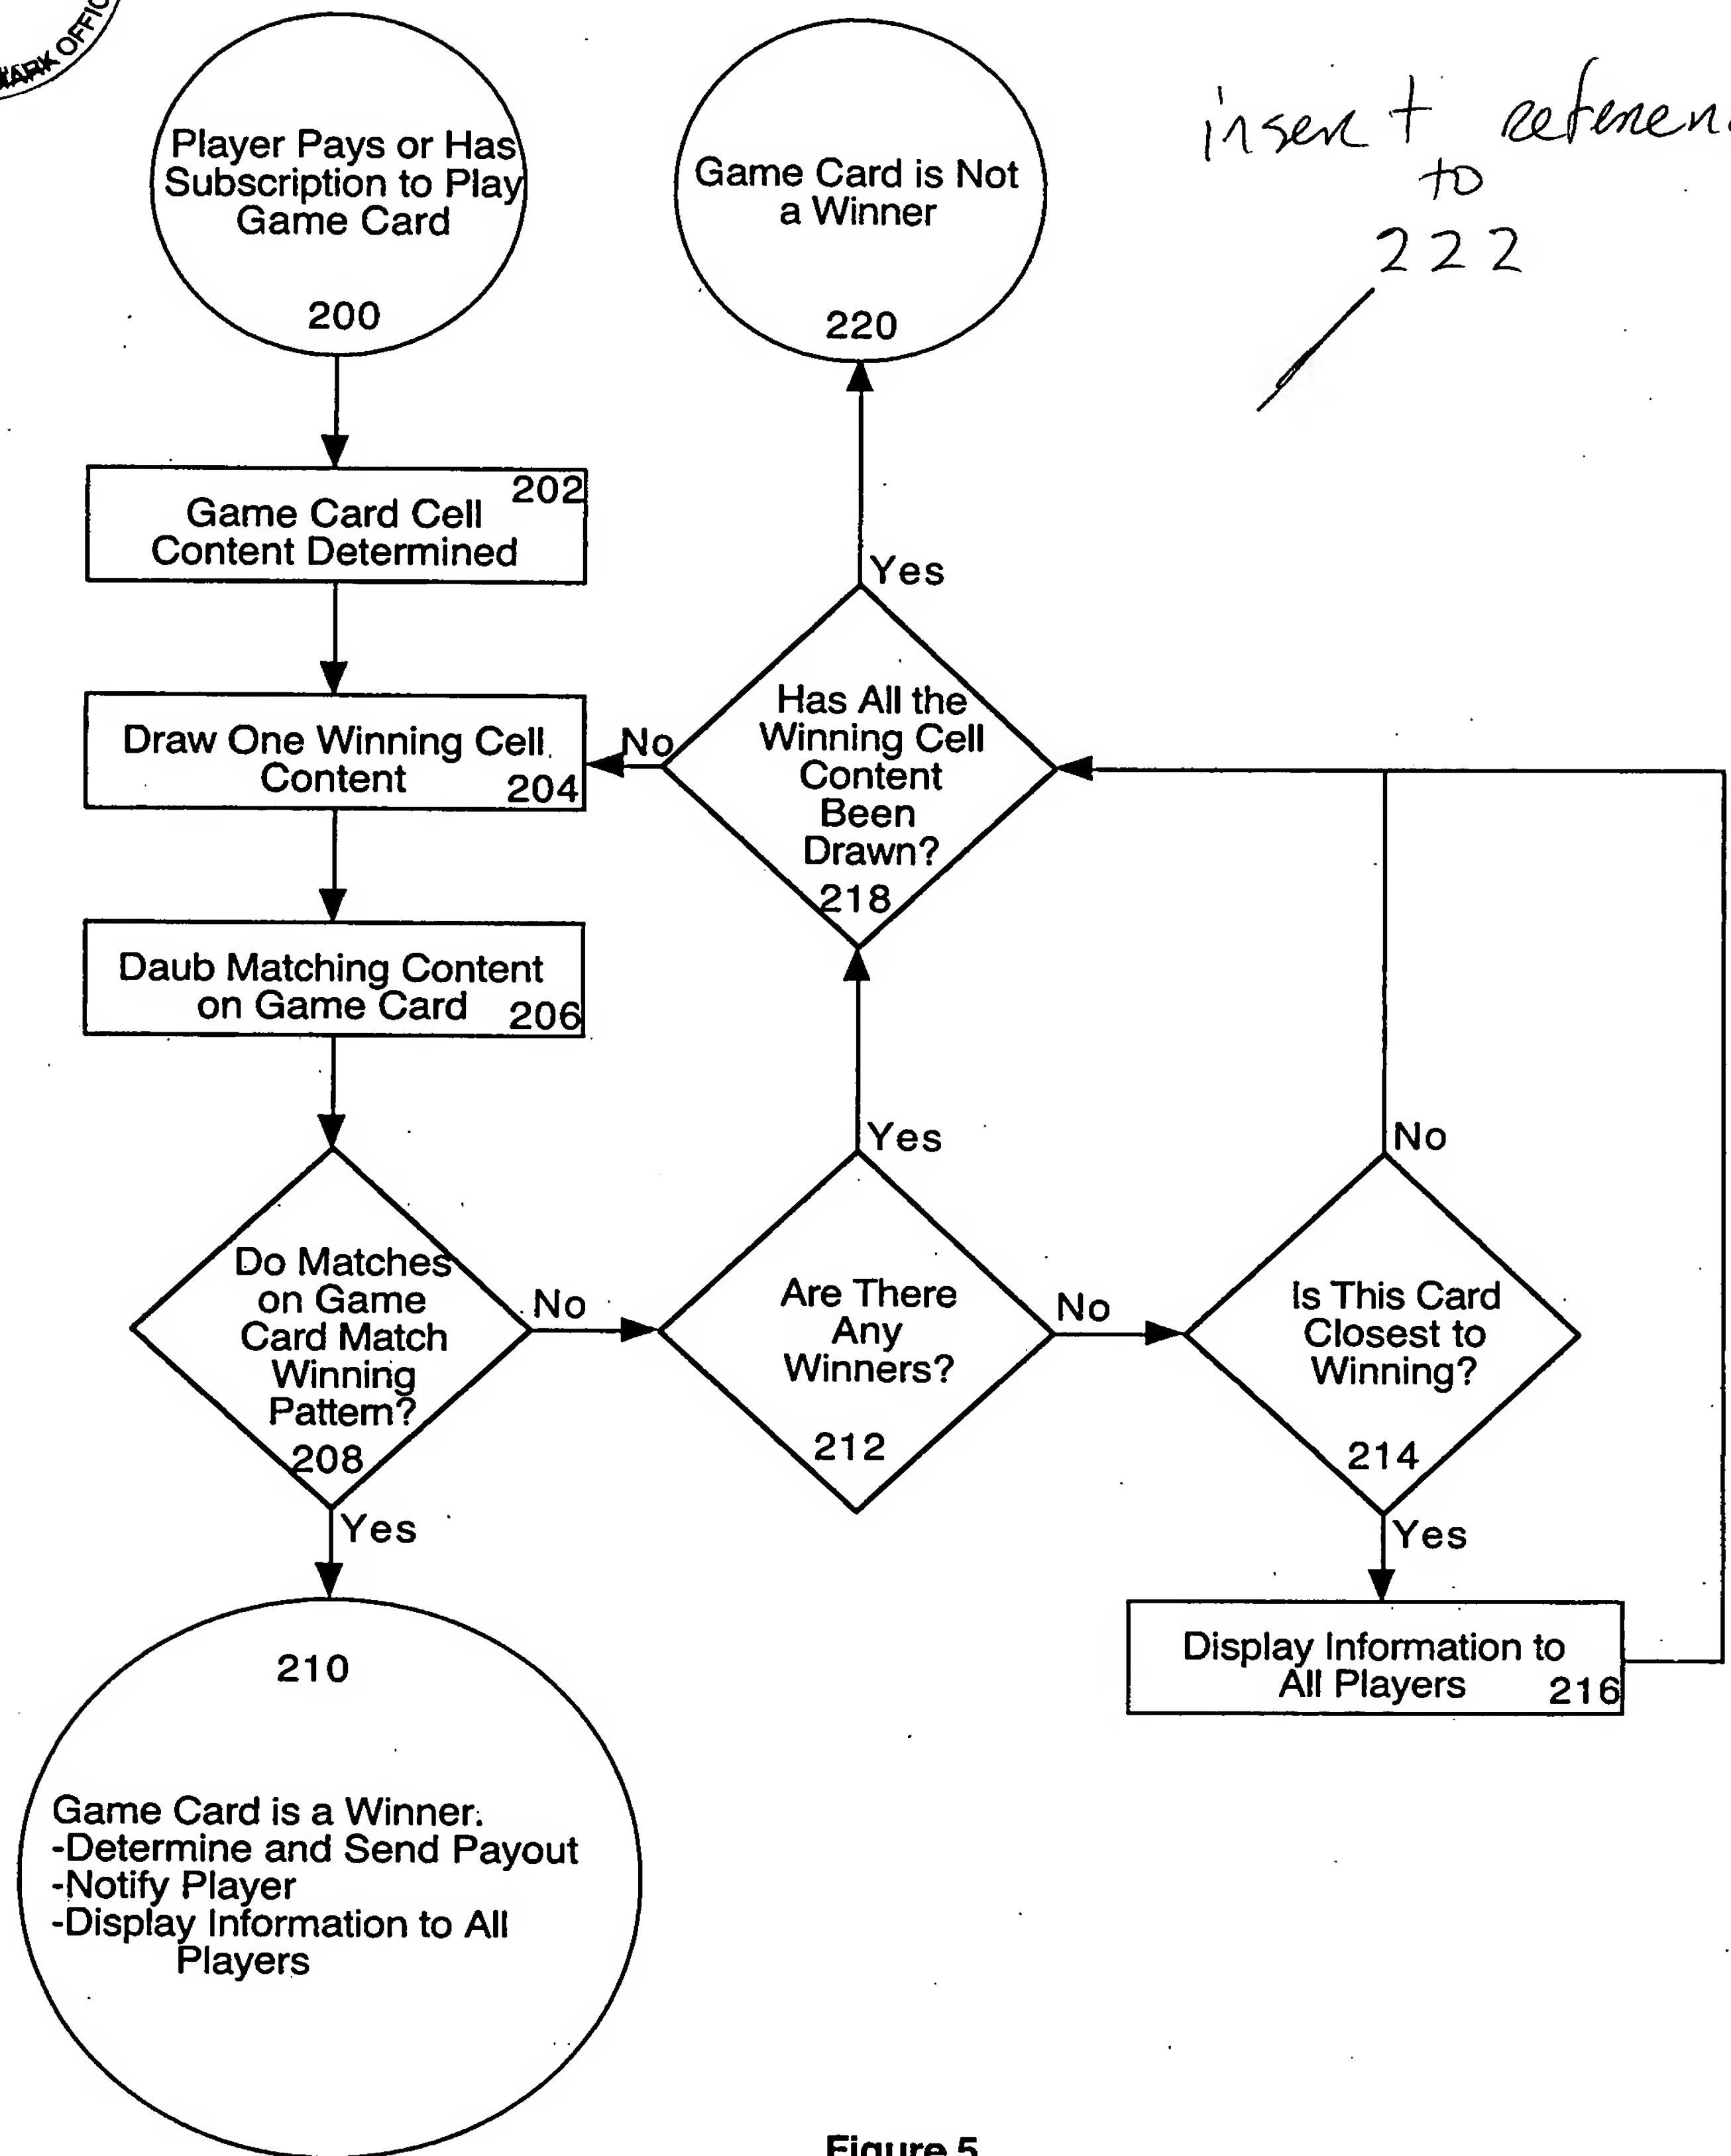 MARK OFFIC
Player Pays or Has
Subscription to Play
Game Card
200
Game Card is Not
a Winner
220
insert
to
222
202
Game Card Cell
Content Determined
Yes
Draw One Winning Cell
Content 204
No
Has All the
Winning Cell
Content
Been
Drawn?
218
Daub Matching Content
on Game Card 206
Yes
No
Do Matches
on Game
Card Match
Winning
Pattern?
208
No
Are There
Any
Winners?
212
No
Is This Card
Closest to
Winning?
214
Yes
Yes
210
Display Information to
All Players 216
Game Card is a Winner.
-Determine and Send Payout
-Notify Player
-Display Information to All
Players
Figure 5